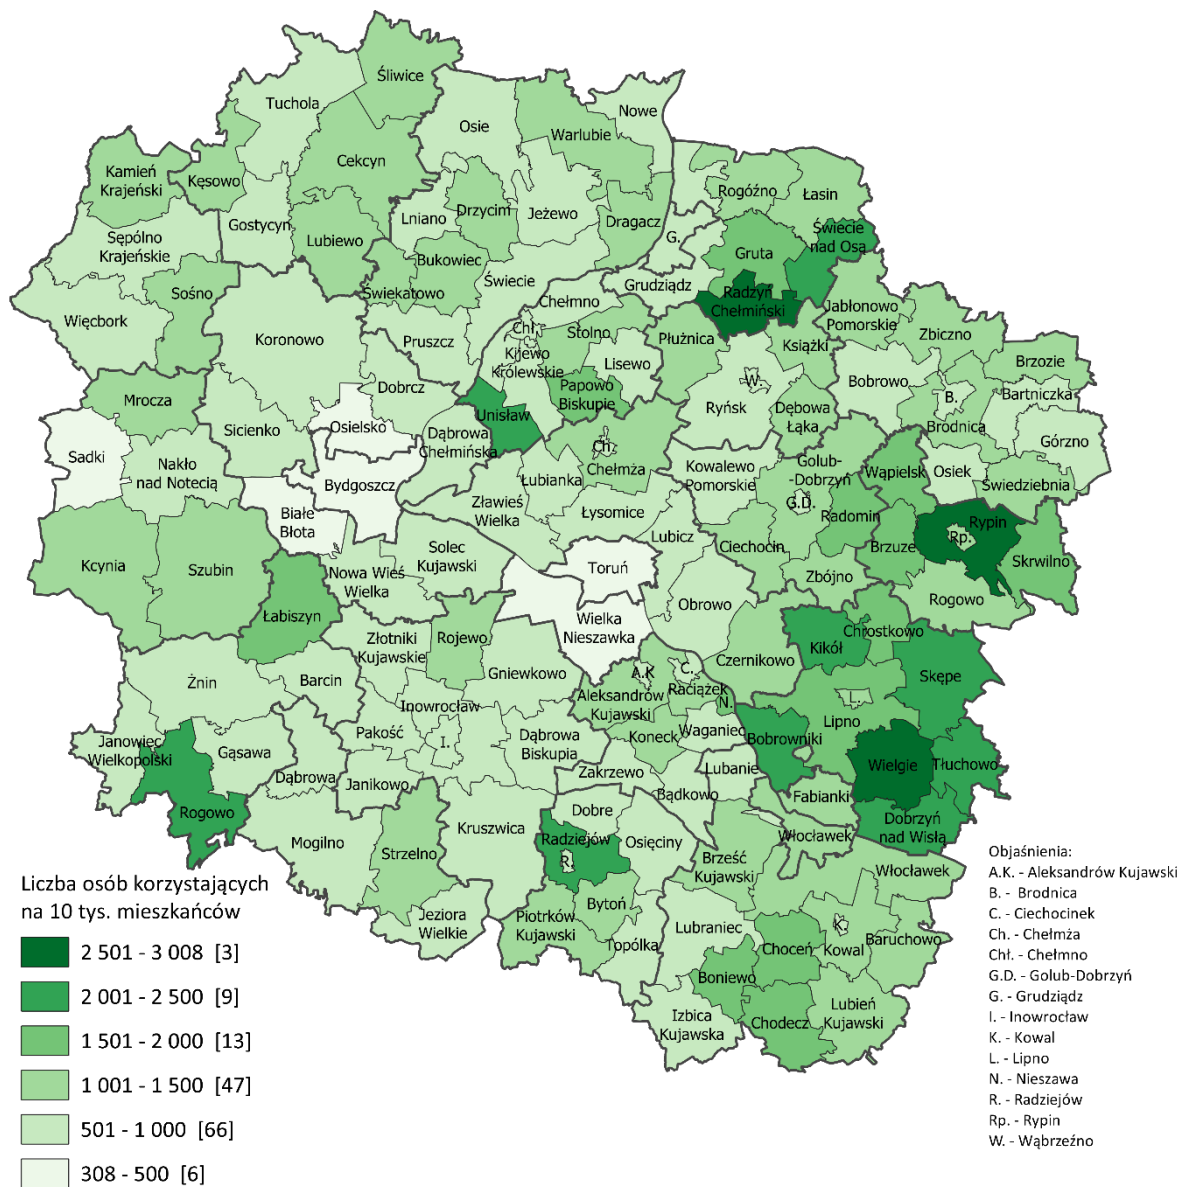 Śliwice
Tuchola
Nowe
Osie
Warlubie
Cekcyn
Kamień
Krajeński
Kęsowo
Rogóźno
Łasin
Lniano
Drzycim
Jeżewo
Dragacz
Gostycyn
Sępólno
Krajeńskie
Lubiewo
G.
Świecie
nad Osą
Gruta
Bukowiec
Świecie
Grudziądz
Sośno
Świekatowo
Radzyń
Chełmiński
Więcbork
Chełmno
Jabłonowo
Pomorskie
Zbiczno
Koronowo
Pruszcz
Chł.
Stolno
Płużnica
Książki
Kijewo
Królewskie
Lisewo
Brzozie
Dobrcz
Papowo
Biskupie
W.
Bobrowo
Bartniczka
Mrocza
B.
Unisław
Ryńsk
Dębowa
Łąka
Brodnica
Osielsko
Sicienko
Dąbrowa
Chełmińska
Górzno
Sadki
Ch.
Chełmża
Golub-
-Dobrzyń
Wąpielsk
Osiek
Nakło
nad Notecią
Kowalewo
Pomorskie
Świedziebnia
Bydgoszcz
Łubianka
G.D.
Zławieś
Wielka
Łysomice
Radomin
Rypin
Białe
Błota
Rp.
Lubicz
Ciechocin
Brzuze
Solec
Kujawski
Skrwilno
Kcynia
Szubin
Toruń
Nowa Wieś
Wielka
Zbójno
Rogowo
Obrowo
Łabiszyn
Wielka
Nieszawka
Złotniki
Kujawskie
Rojewo
Chrostkowo
Kikół
Czernikowo
Żnin
Barcin
Gniewkowo
A.K
C.
Raciążek
Skępe
Aleksandrów
Kujawski
N.
L.
Inowrocław
Lipno
Pakość
Waganiec
Janowiec
Wielkopolski
Gąsawa
I.
Dąbrowa
Biskupia
Koneck
Bobrowniki
Wielgie
Tłuchowo
Dąbrowa
Janikowo
Zakrzewo
Lubanie
Bądkowo
Fabianki
Rogowo
Dobre
Dobrzyń
nad Wisłą
Kruszwica
Włocławek
Mogilno
Radziejów
Osięciny
Strzelno
R.
Brześć
Kujawski
Włocławek
Bytoń
Jeziora
Wielkie
Piotrków
Kujawski
Lubraniec
K.
Kowal
Baruchowo
Topólka
Choceń
Boniewo
Izbica
Kujawska
Chodecz
Lubień
Kujawski
Liczba osób korzystających
na 10 tys. mieszkańców
2 501 - 3 008 [3]
2 001 - 2 500 [9]
1 501 - 2 000 [13]
1 001 - 1 500 [47]
501 - 1 000 [66]
308 - 500 [6]
Objaśnienia:
A.K. - Aleksandrów Kujawski
B. - Brodnica
C. - Ciechocinek
Ch. - Chełmża
Chł. - Chełmno
G.D. - Golub-Dobrzyń
G. - Grudziądz
I. - Inowrocław
K. - Kowal
L. - Lipno
N. - Nieszawa
R. - Radziejów
Rp. - Rypin
W. - Wąbrzeźno